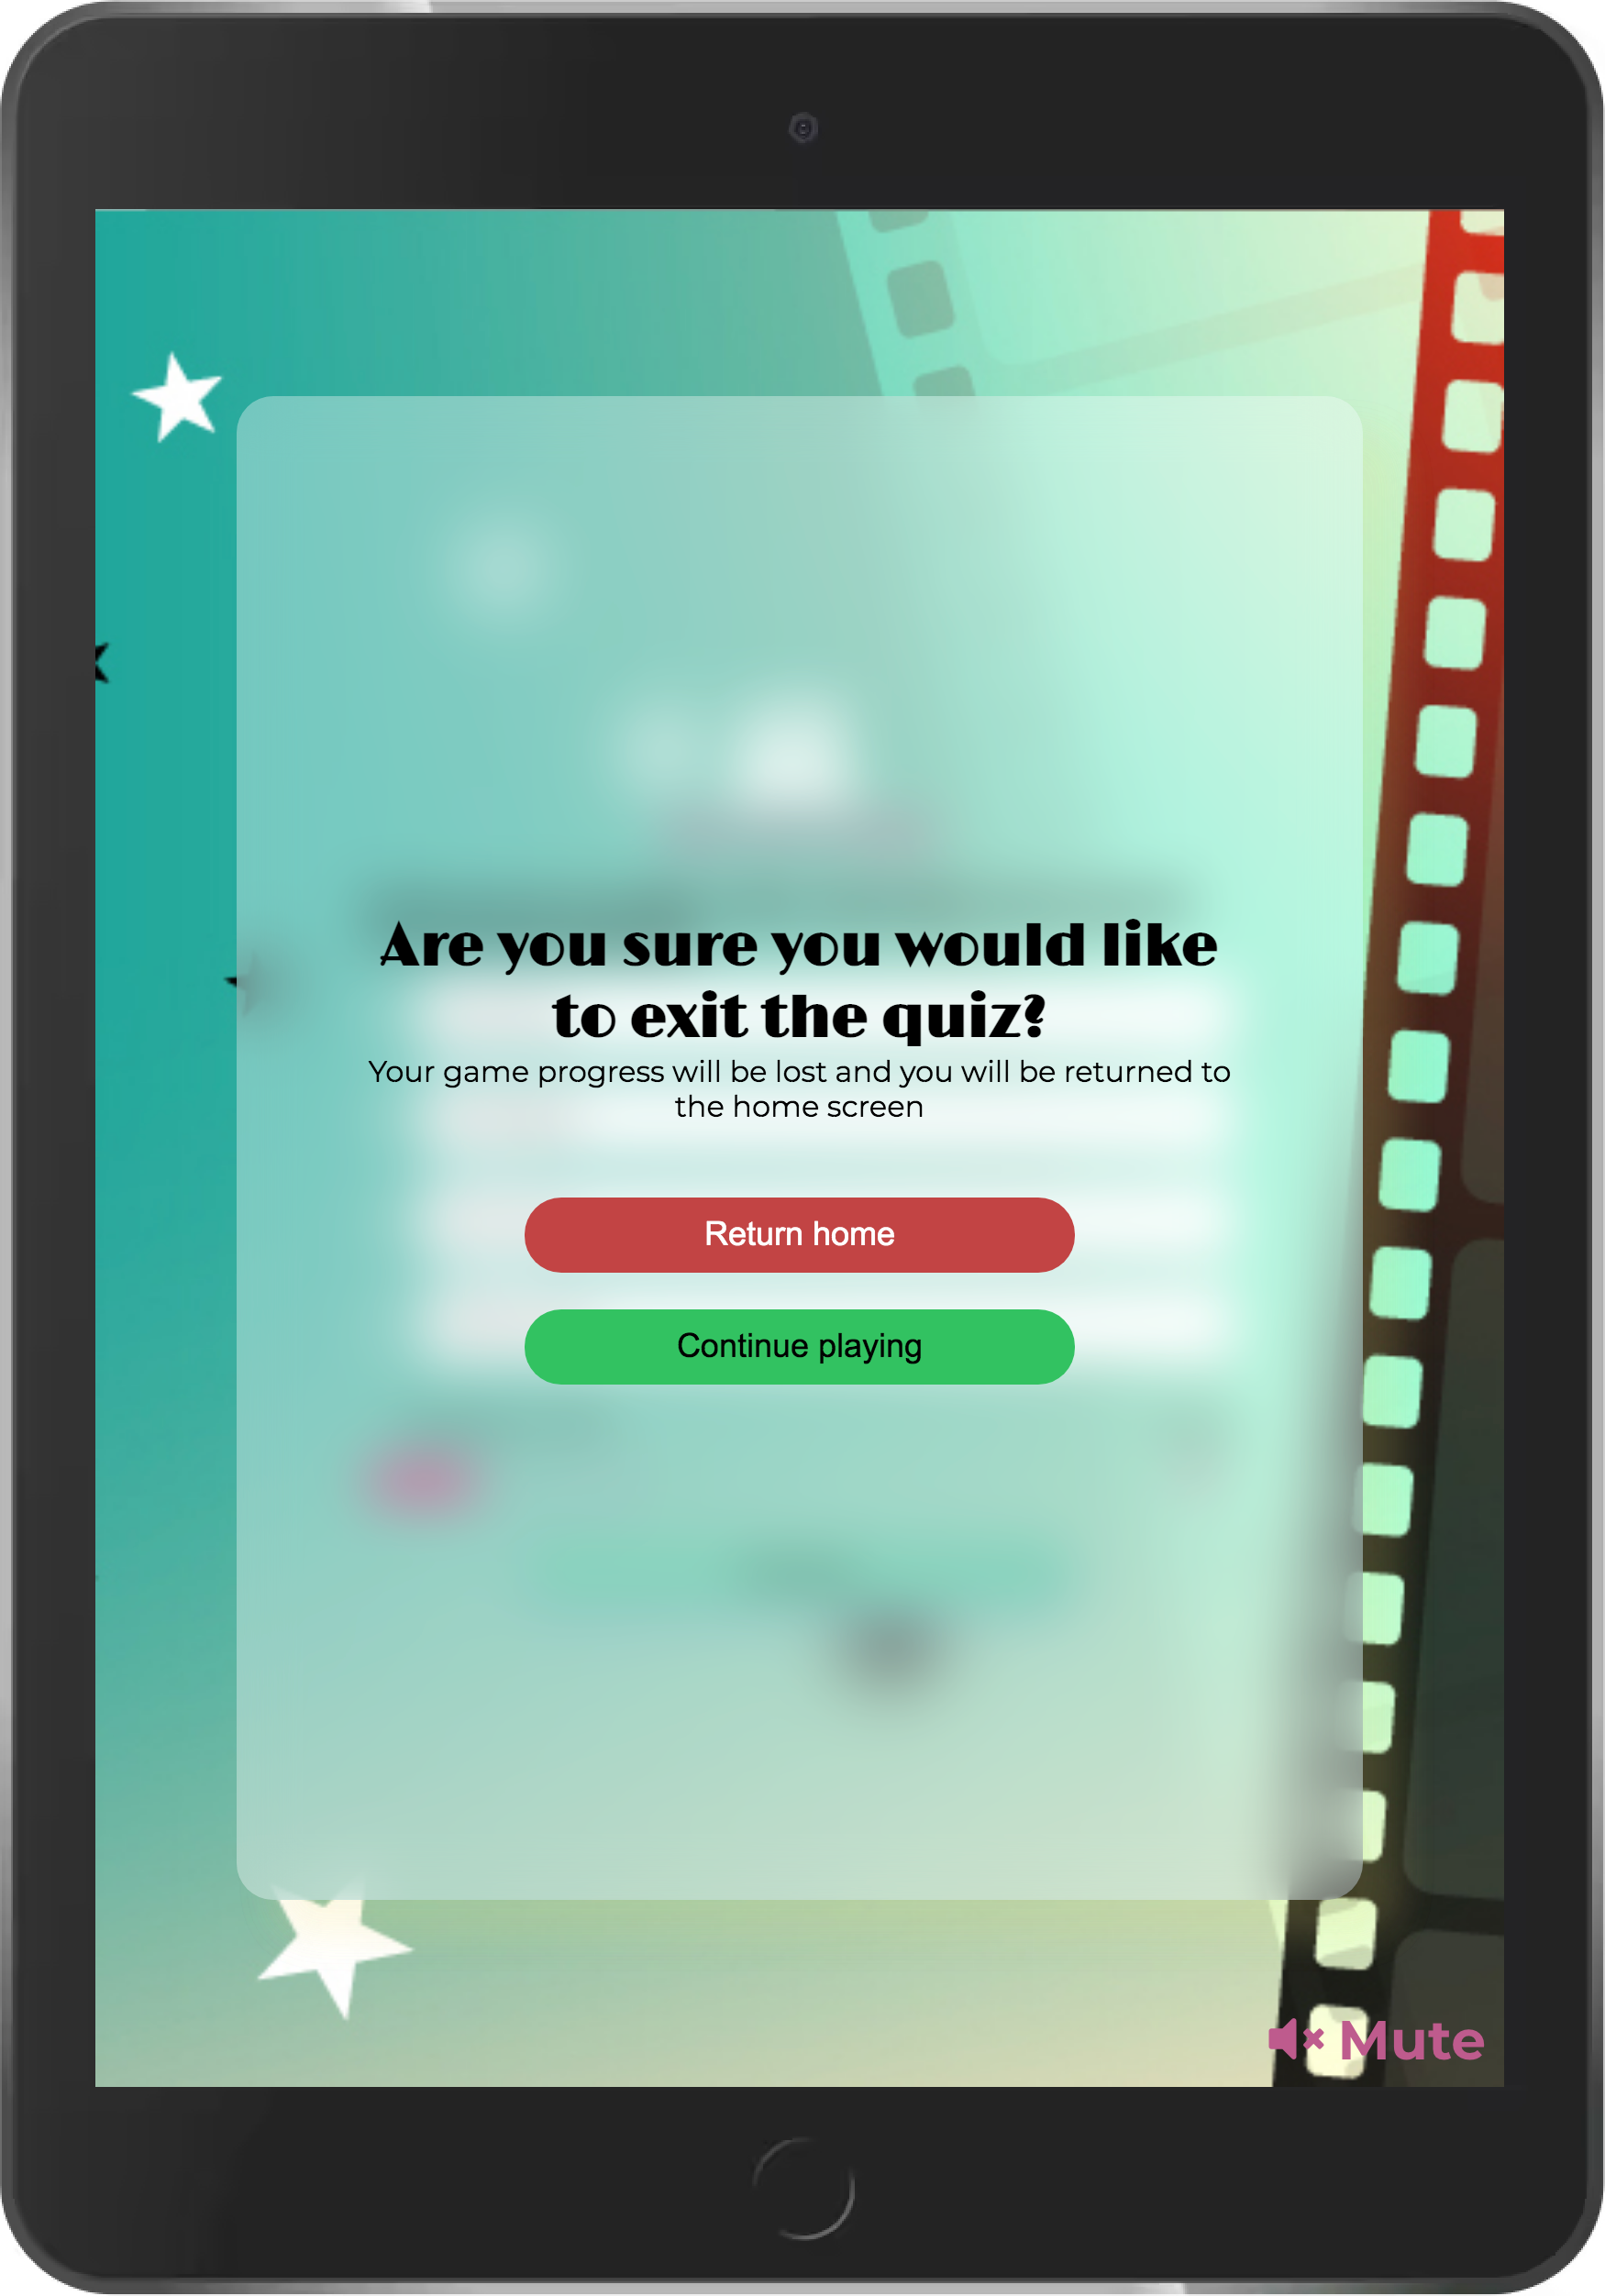 Are you sure you would like
to exit the quiz?
Your game progress will be lost and you will be returned to
the home screen
Return home
Continue playing
Mute